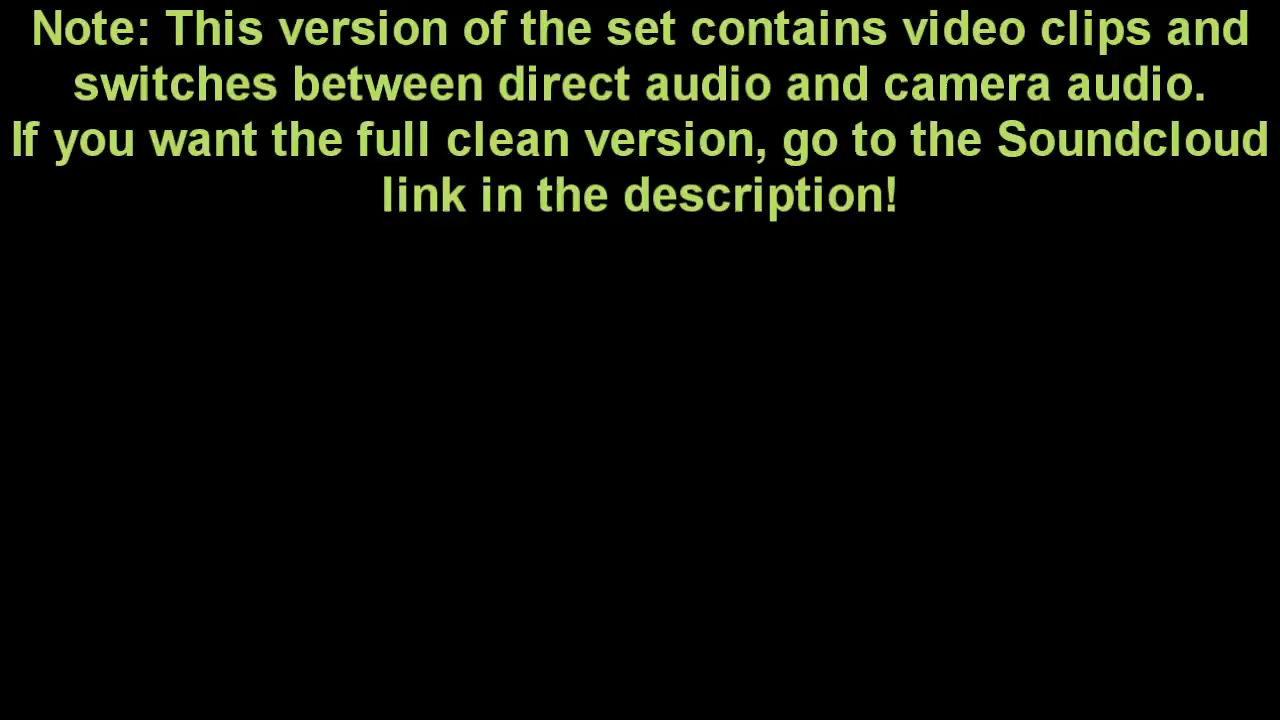 Note: This version of the set contains video clips and
switches between direct audio and camera audio.
If you want the full clean version, go to the Soundcloud
link in the description!